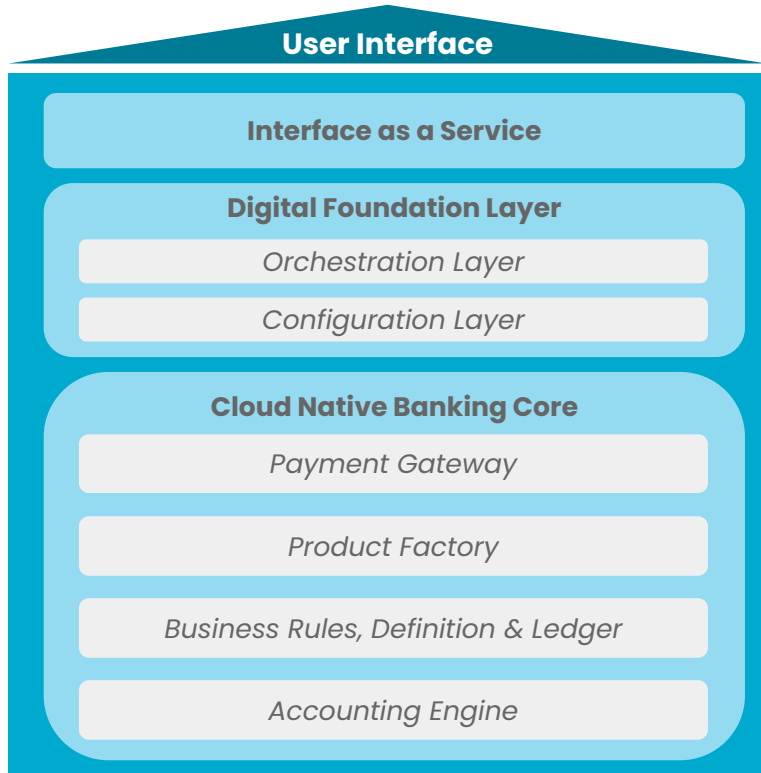 User Interface
Interface as a Service
Digital Foundation Layer
Orchestration Layer
Configuration Layer
Cloud Native Banking Core
Payment Gateway
Product Factory
Business Rules, Definition & Ledger
Accounting Engine